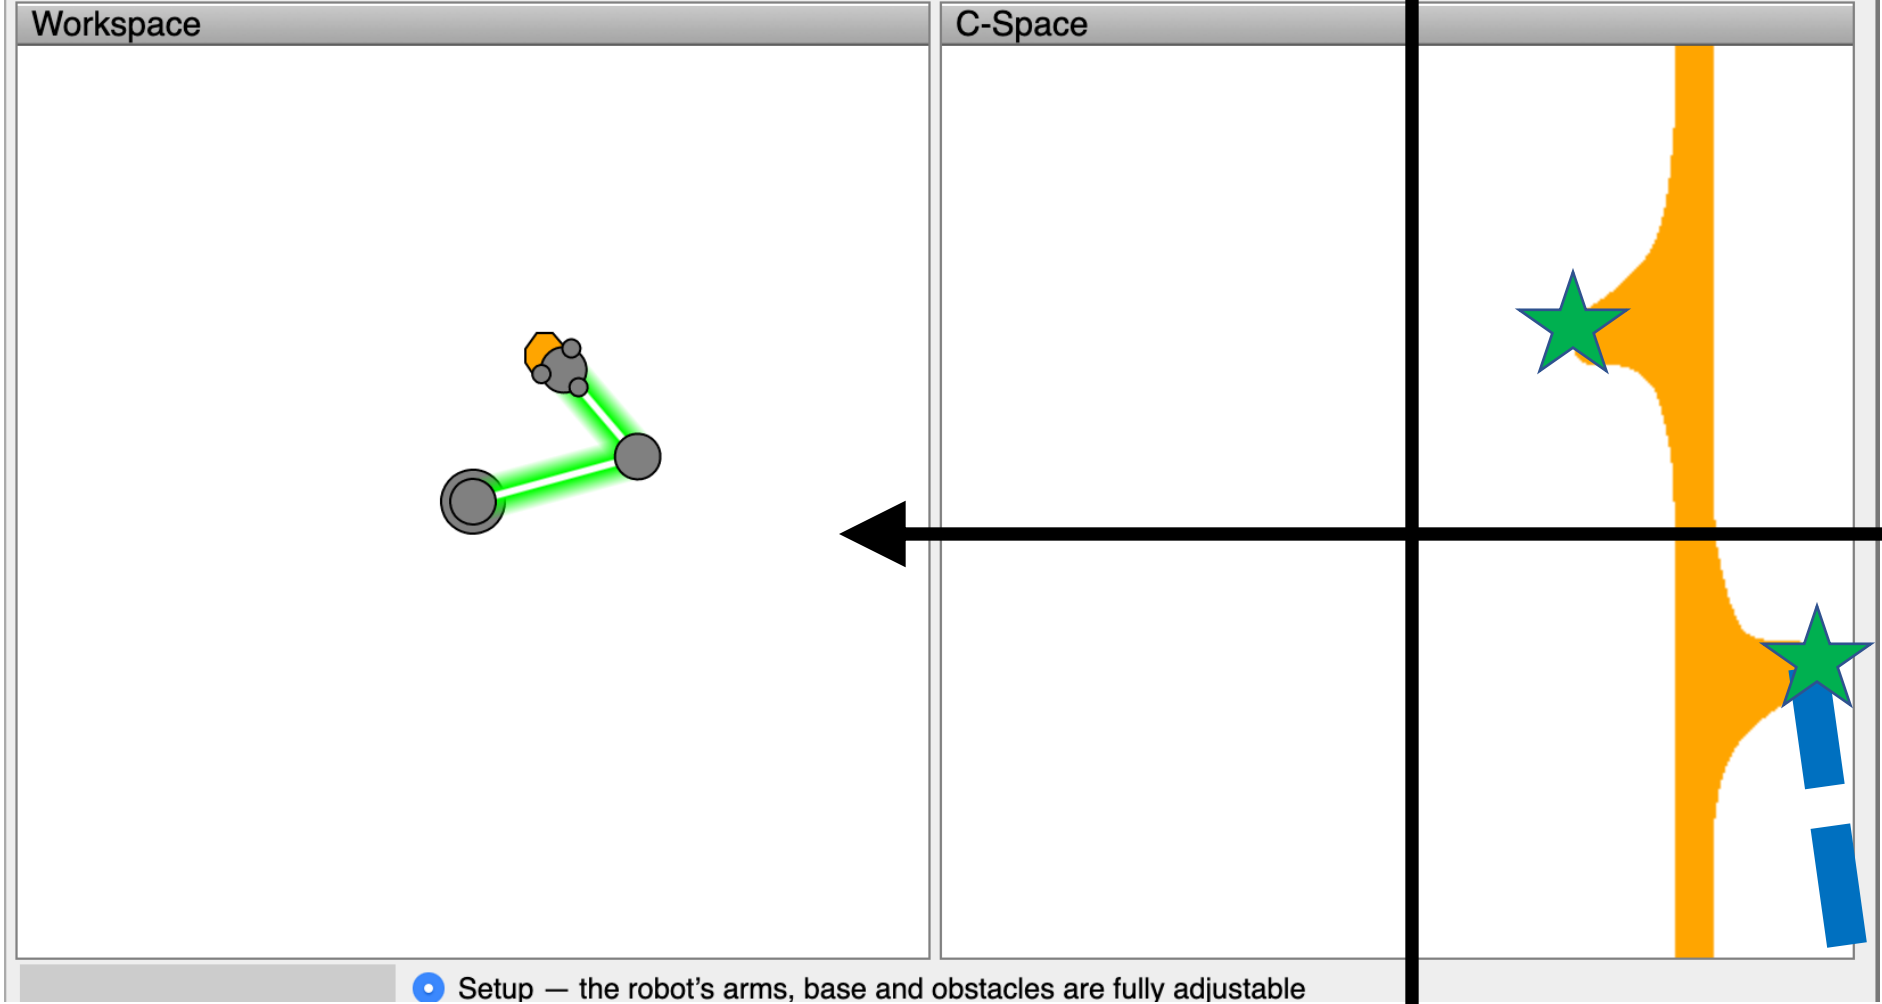 Workspace
C-Space
Setup — the robot's arms, base and obstacles are fully adjustable